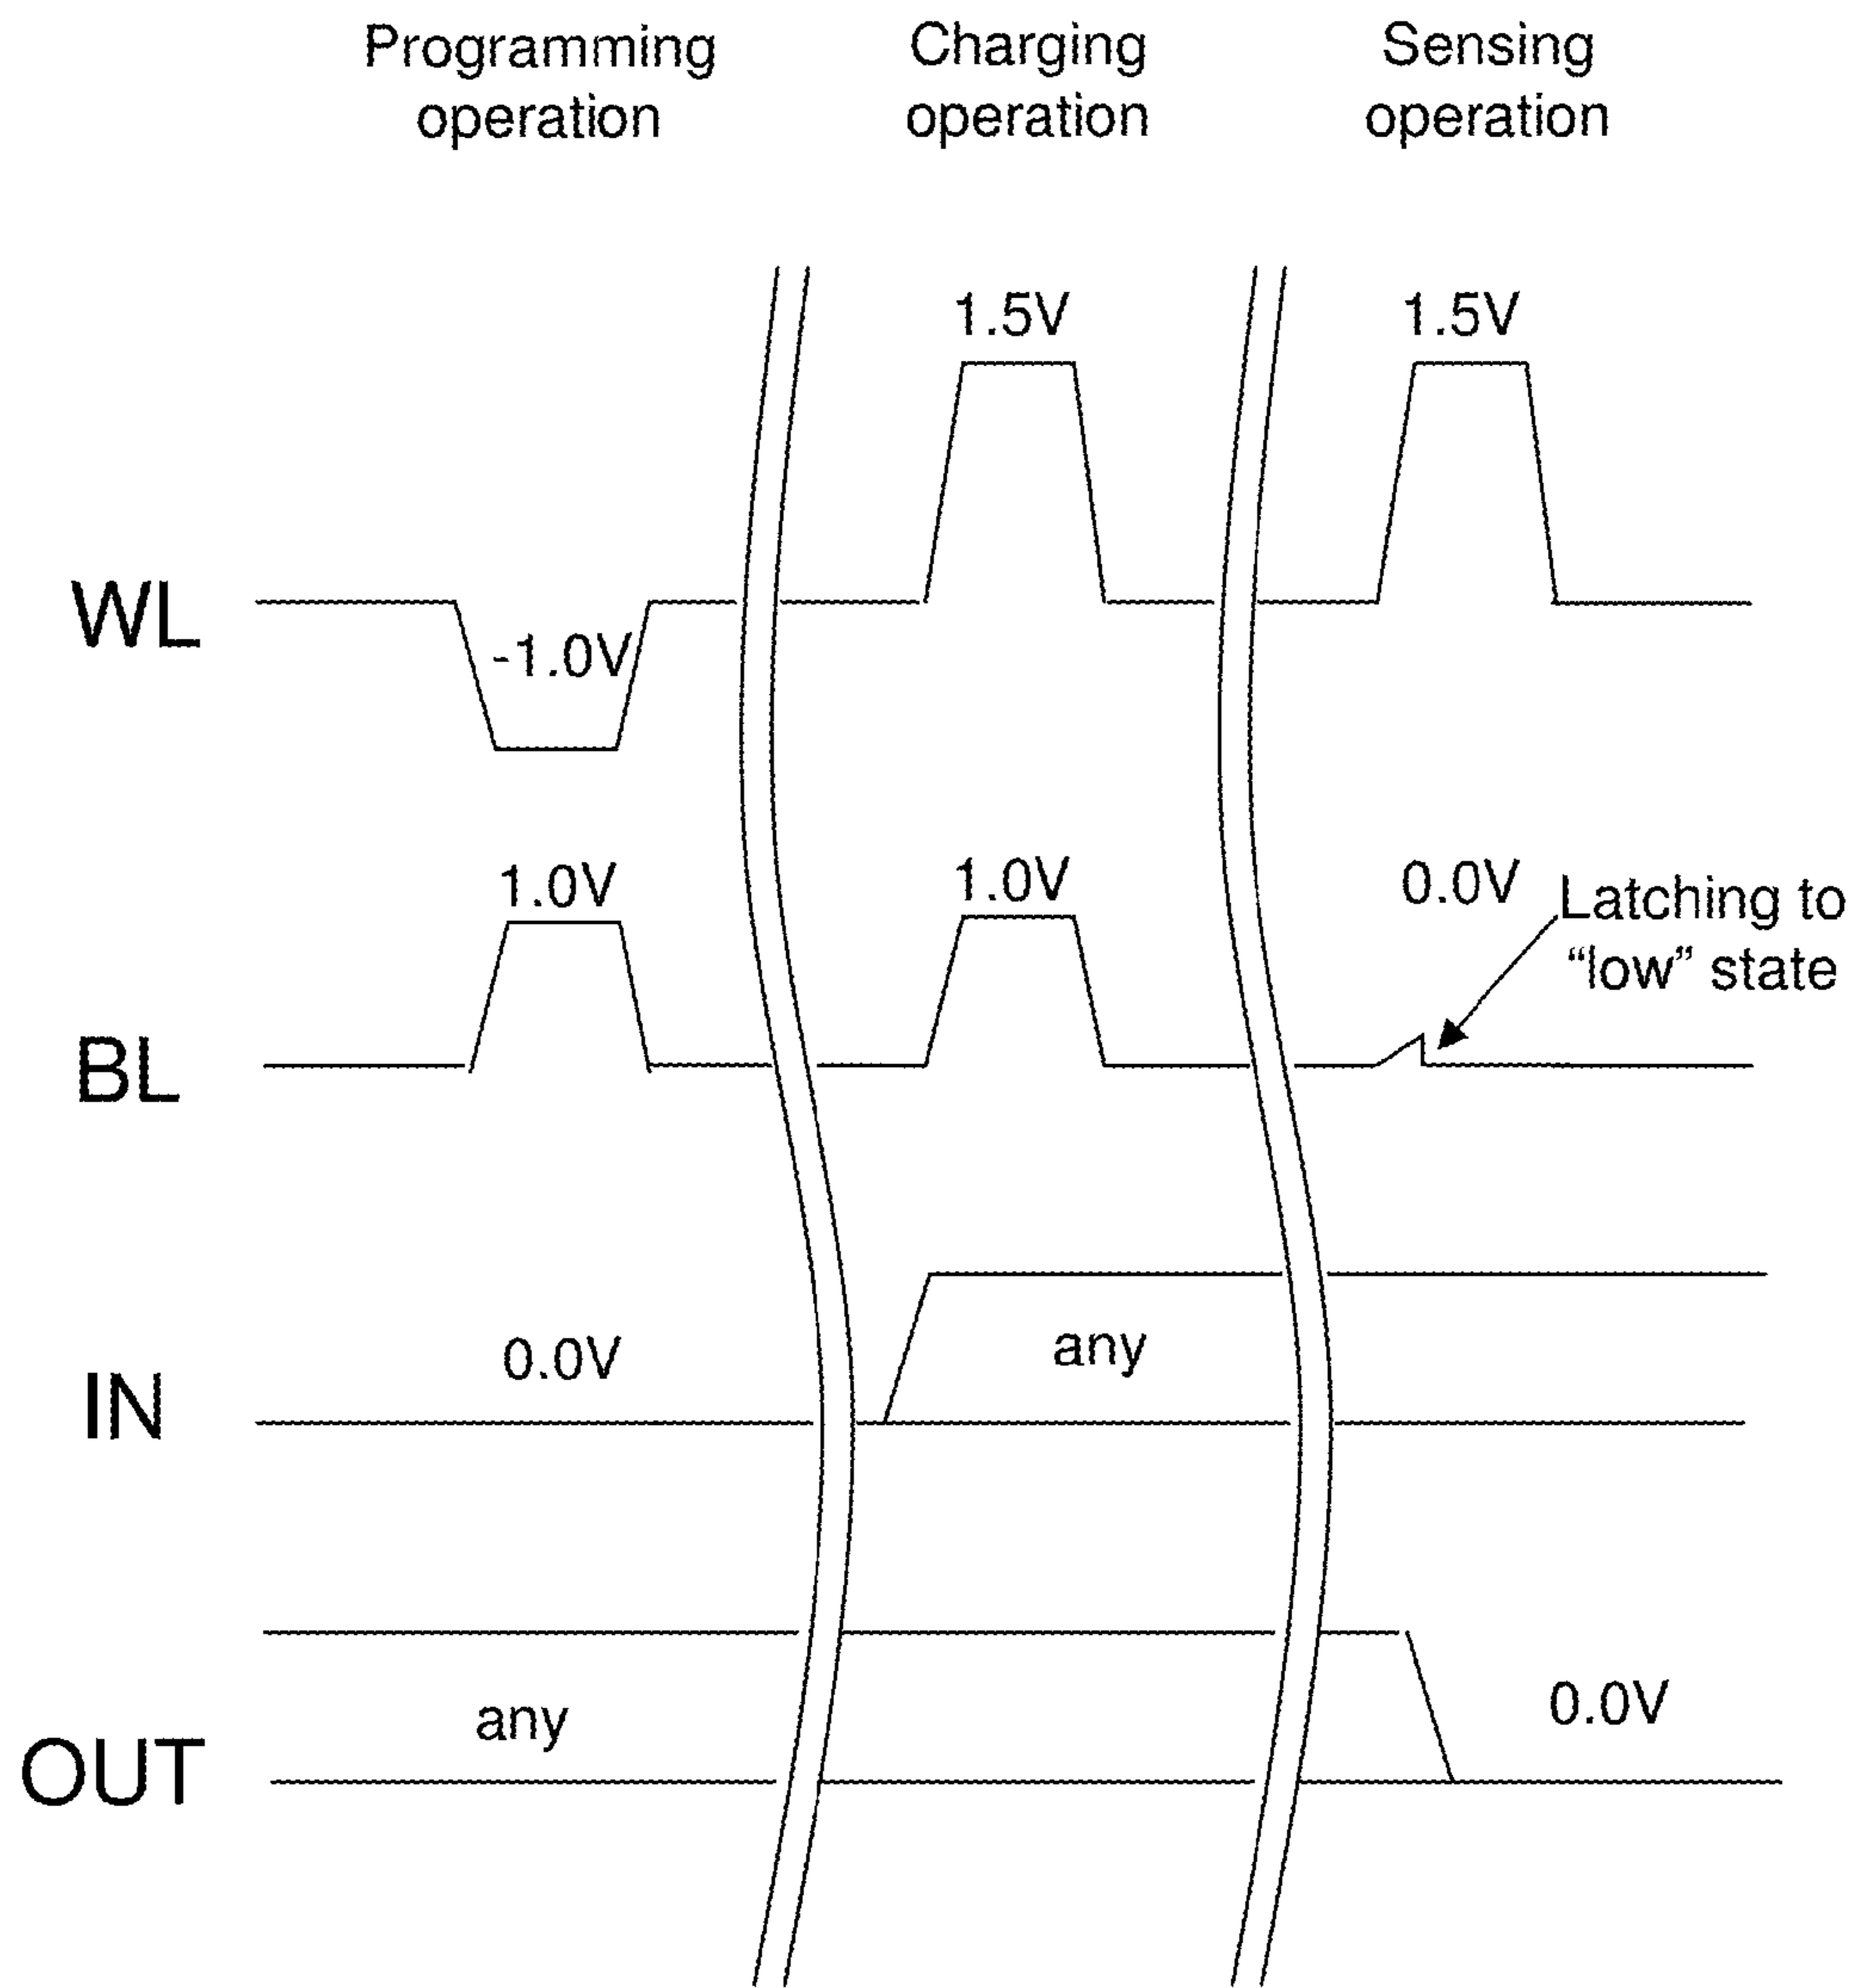 Programming
operation
Charging
operation
Sensing
operation
1.5V
1.5V
WL
-1.0V
1.0V
1.0V
0.0V
Latching to
“low” state
BL
0.0V
any
IN
any
0.0V
OUT